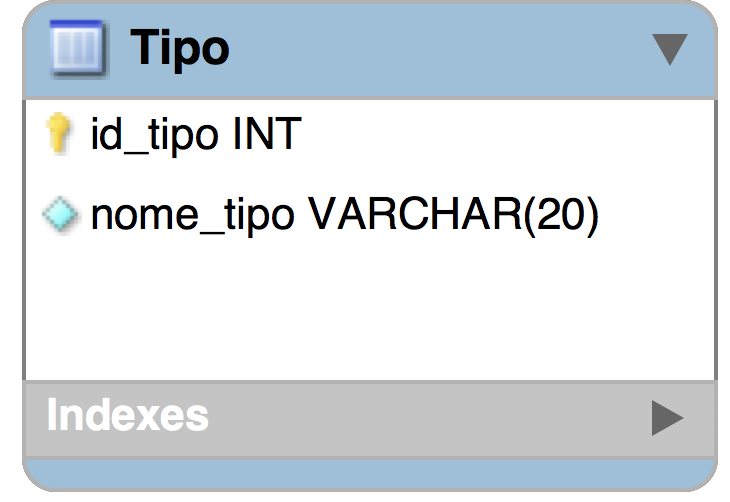 Tipo
id_tipo INT
nome_tipo VARCHAR(20)
Indexes